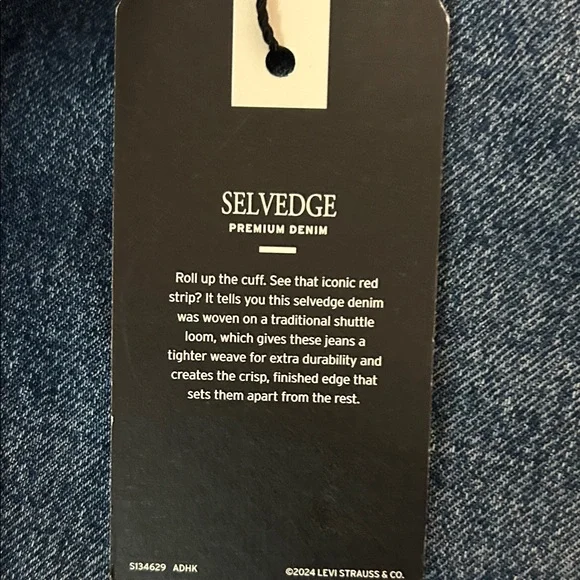 SELVEDGE
PREMIUM DENIM
Roll up the cuff. See that iconic red
strip? It tells you this selvedge denim
was woven on a traditional shuttle
loom, which gives these jeans a
tighter weave for extra durability and
creates the crisp, finished edge that
sets them apart from the rest.
S134629 ADHK
©2024 LEVI STRAUSS & CO.